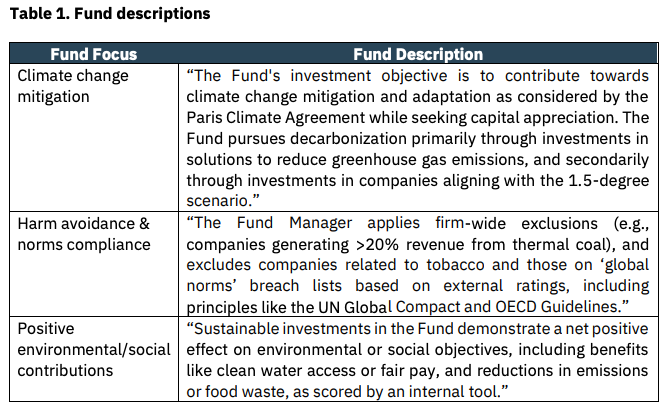 Table 1. Fund descriptions
Fund Focus
Fund Description
Climate change
mitigation
“The Fund's investment objective is to contribute towards
climate change mitigation and adaptation as considered by the
Paris Climate Agreement while seeking capital appreciation. The
Fund pursues decarbonization primarily through investments in
solutions to reduce greenhouse gas emissions, and secondarily
through investments in companies aligning with the 1.5-degree
scenario.”
Harm avoidance &
norms compliance
“The Fund Manager applies firm-wide exclusions (e.g.,
companies generating >20% revenue from thermal coal), and
excludes companies related to tobacco and those on ‘global
norms’ breach lists based on external ratings, including
principles like the UN Global Compact and OECD Guidelines.”
Positive
environmental/social
contributions
“Sustainable investments in the Fund demonstrate a net positive
effect on environmental or social objectives, including benefits
like clean water access or fair pay, and reductions in emissions
or food waste, as scored by an internal tool.”